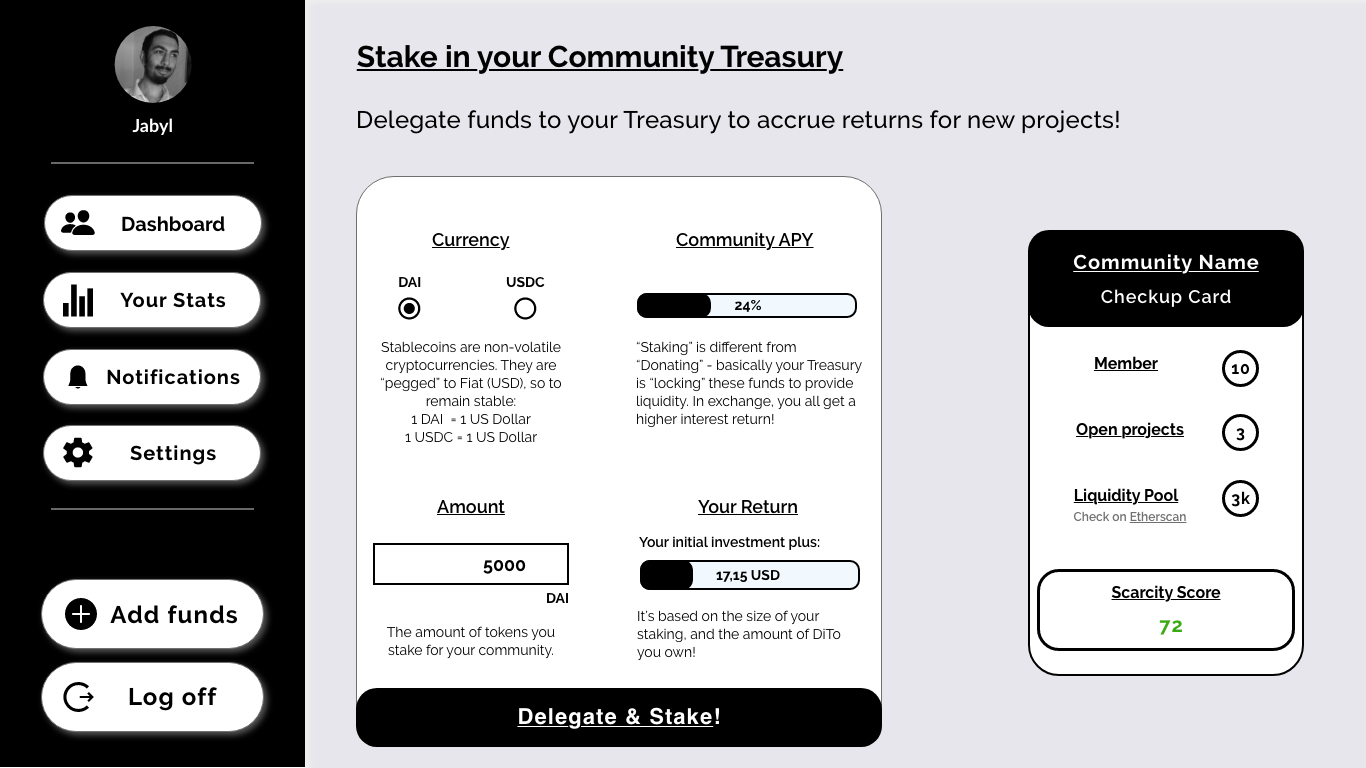 Jabyl
Dashboard
Your Stats
Notifications
Settings
Add funds
Log off
Stake in your Community Treasury
Delegate funds to your Treasury to accrue returns for new projects!
Currency
DAI
USDC
Stablecoins are non-volatile
cryptocurrencies. They are
“pegged” to Fiat (USD), so to
remain stable:
1 DAI = 1 US Dollar
1 USDC = 1 US Dollar
Community APY
24%
“Staking” is different from
“Donating” - basically your Treasury
is “locking” these funds to provide
liquidity. In exchange, you all get a
higher interest return!
Amount
5000
DAI
The amount of tokens you
stake for your community.
Your Return
Your initial investment plus:
17,15 USD
It’s based on the size of your
staking, and the amount of DiTo
you own!
Delegate & Stake!
Community Name
Checkup Card
Member 10
Open projects 3
Liquidity Pool 3k
Check on Etherscan
Scarcity Score
72